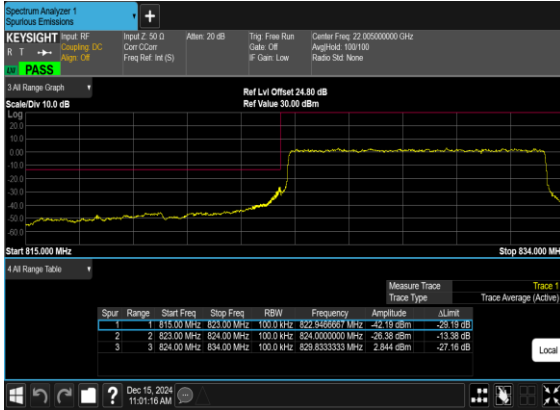 Spectrum Analyzer 1
Spurious Emissions
+
KEYSIGHT Input: RF Input Z: 50 Ω Atten: 20 dB Trig: Free Run Center Freq: 22.005000000 GHz
R T Coupling: DC Corr CCorr Gate: Off Avg|Hold: 100/100
Align: Off Freq Ref: Int (S) IF Gain: Low Radio Std: None
PASS
3 All Range Graph
Ref Lvl Offset 24.80 dB
Scale/Div 10.0 dB Ref Value 30.00 dBm
Log
20.0
10.0
0.00
-10.0
-20.0
-30.0
-40.0
-50.0
-60.0
Start 815.000 MHz Stop 834.000 MH
4 All Range Table
Measure Trace Trace 1
Trace Type Trace Average (Active)
Spur Range Start Freq Stop Freq RBW Frequency Amplitude ΔLimit
1 1 815.00 MHz 823.00 MHz 100.0 kHz 822.9466667 MHz -42.19 dBm -29.19 dB
2 2 823.00 MHz 824.00 MHz 100.0 kHz 824.0000000 MHz -26.38 dBm -13.38 dB
3 3 824.00 MHz 834.00 MHz 100.0 kHz 829.8333333 MHz 2.844 dBm -27.16 dB
Local
?
Dec 15, 2024
11:01:16 AM